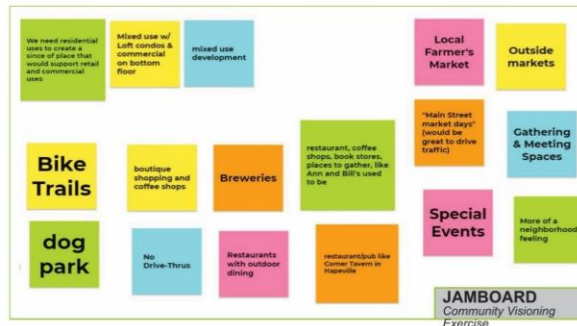 We need residential
uses to create a
since of place that
would support retail
and commercial
uses
Mixed use w/
Loft condos &
commercial
on bottom
floor
mixed use
development
Local
Farmer's
Market
Outside
markets
"Main Street
market days"
(would be
great to drive
traffic)
Gathering
& Meeting
Spaces
Bike
Trails
boutique
shopping and
coffee shops
Breweries
restaurant, coffee
shops, book stores,
places to gather, like
Ann and Bill's used
to be
Special
Events
More of a
neighborhood
feeling
dog
park
No
Drive-Thrus
Restaurants
with outdoor
dining
restaurant/pub like
Corner Tavern in
Hapeville
JAMBOARD
Community Visioning
Exercise